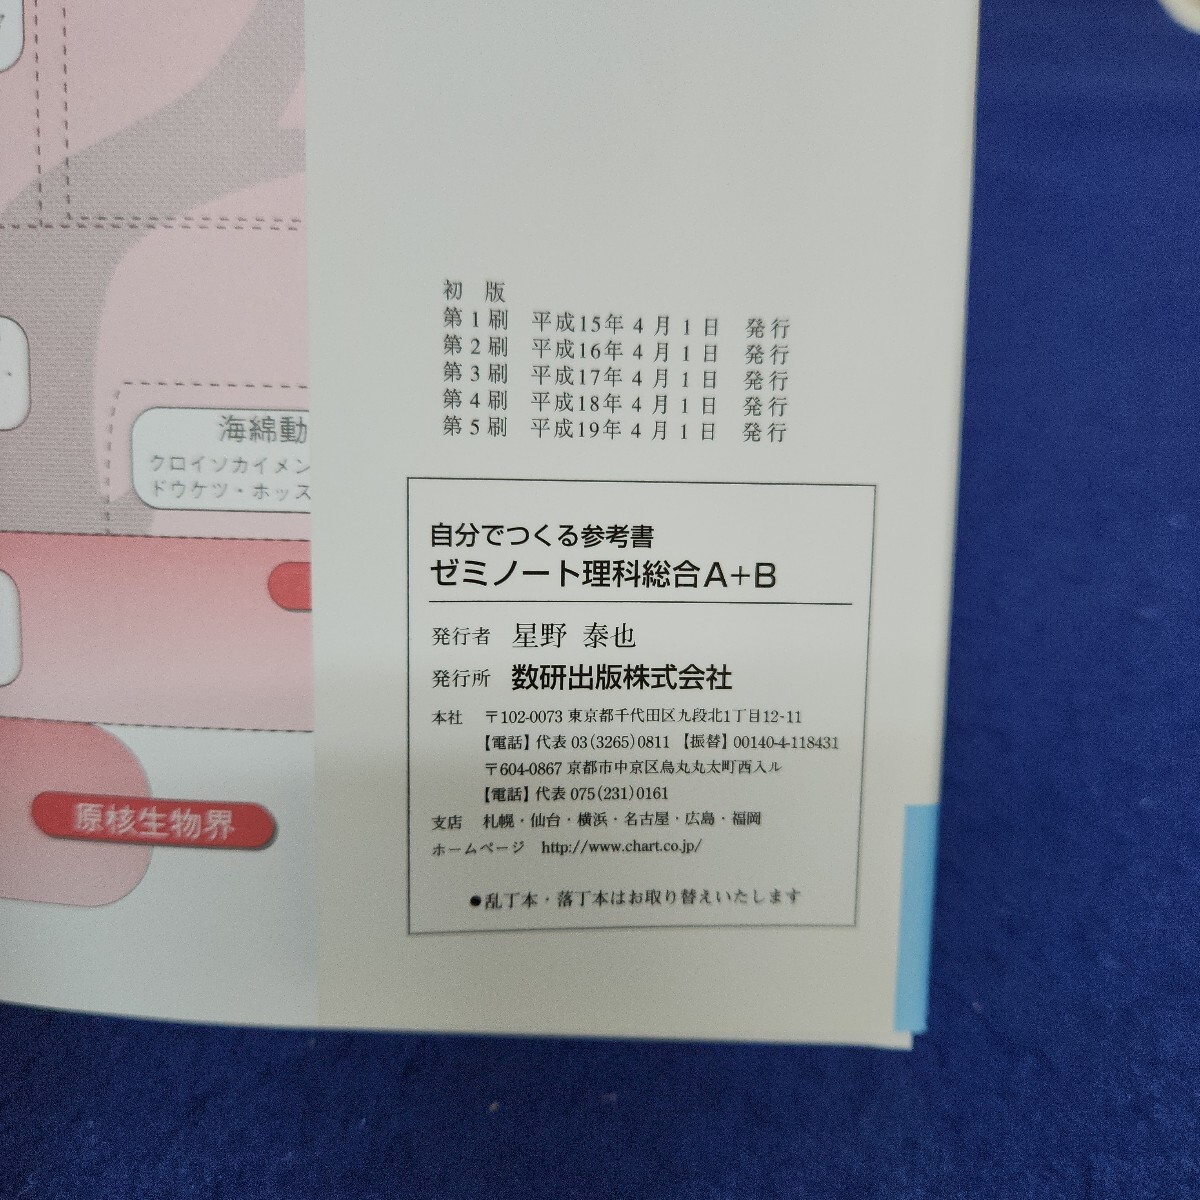 海綿動
クロイソカイメン
ドウケツ・ホッス
原核生物界
初 版
第1刷 平成15年4月1日 発行
第2刷 平成16年4月1日 発行
第3刷 平成17年4月1日 発行
第4刷 平成18年4月1日 発行
第5刷 平成19年4月1日 発行
自分でつくる参考書
ゼミノート理科総合A+B
発行者 星野 泰也
発行所 数研出版株式会社
本社 〒102-0073 東京都千代田区九段北1丁目12-11
【電話】代表 03(3265)0811 【振替】00140-4-118431
〒604-0867 京都市中京区烏丸丸太町西入ル
【電話】代表 075(231)0161
支店 札幌・仙台・横浜・名古屋・広島・福岡
ホームページ http://www.chart.co.jp/
●乱丁本・落丁本はお取り替えいたします